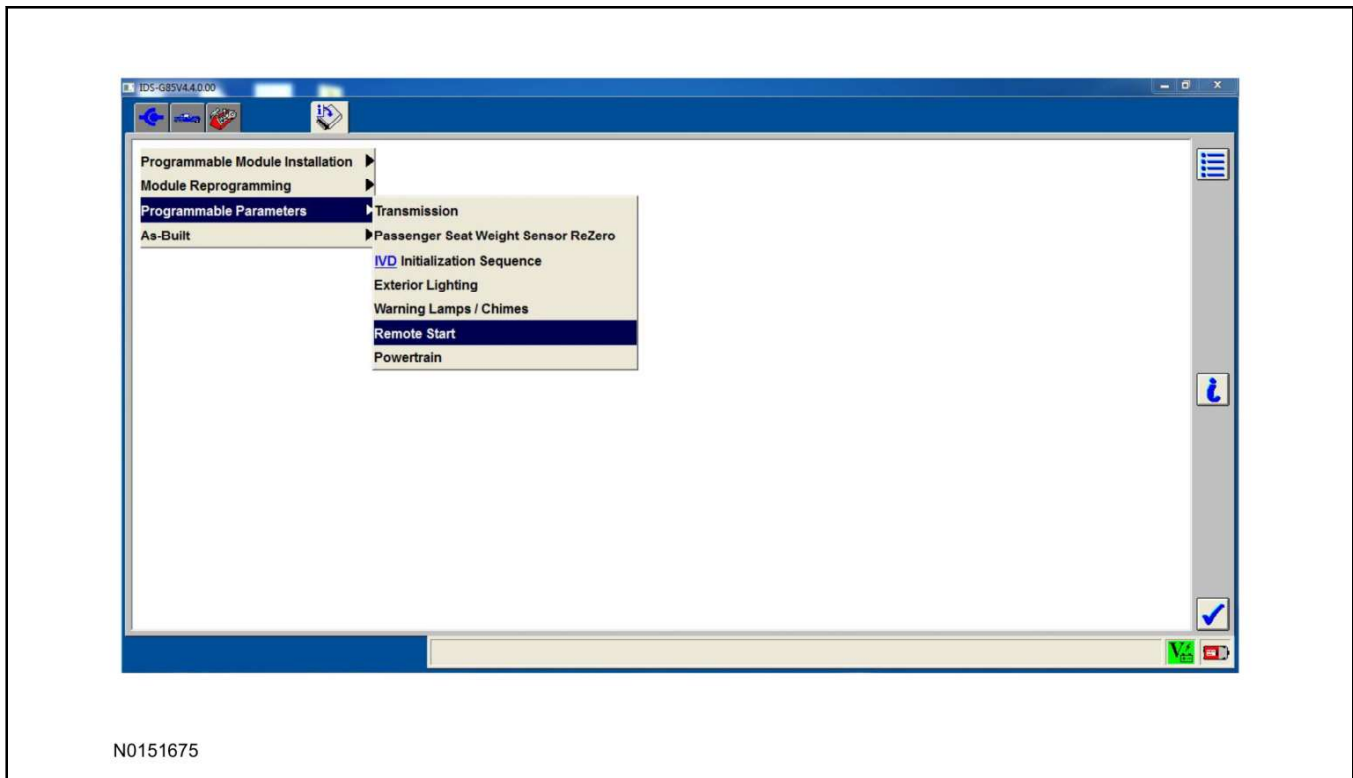 IDS-G85V4.4.0.00
Programmable Module Installation
Module Reprogramming
Programmable Parameters
As-Built
Transmission
Passenger Seat Weight Sensor ReZero
IVD Initialization Sequence
Exterior Lighting
Warning Lamps / Chimes
Remote Start
Powertrain
N0151675